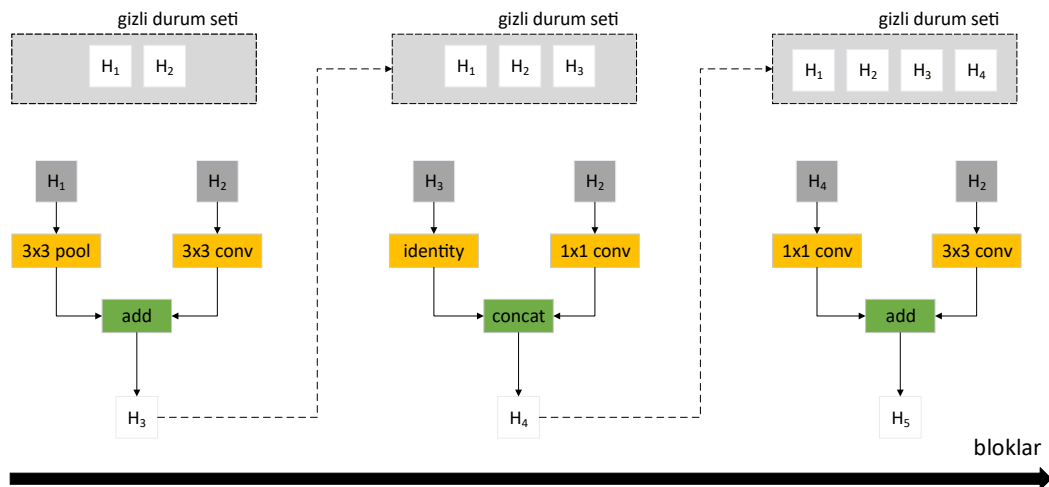 gizli durum seti
H₁ H₂
H₁ H₂
3x3 pool 3x3 conv
add
H₃
gizli durum seti
H₁ H₂ H₃
H₃ H₂
identity 1x1 conv
concat
H₄
gizli durum seti
H₁ H₂ H₃ H₄
H₄ H₂
1x1 conv 3x3 conv
add
H₅
bloklar